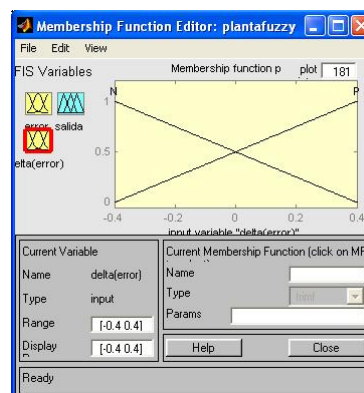 Membership Function Editor: plantafuzzy
File Edit View
FIS Variables
Membership function p plot 181
error salida
elta(error)
N P
1
0.5
0
-0.4 -0.2 0 0.2 0.4
input variable "delta(error)"
Current Variable
Name delta(error)
Type input
Range [-0.4 0.4]
Display [-0.4 0.4]
Current Membership Function (click on MF
Name
Type trimf
Params
Help Close
Ready